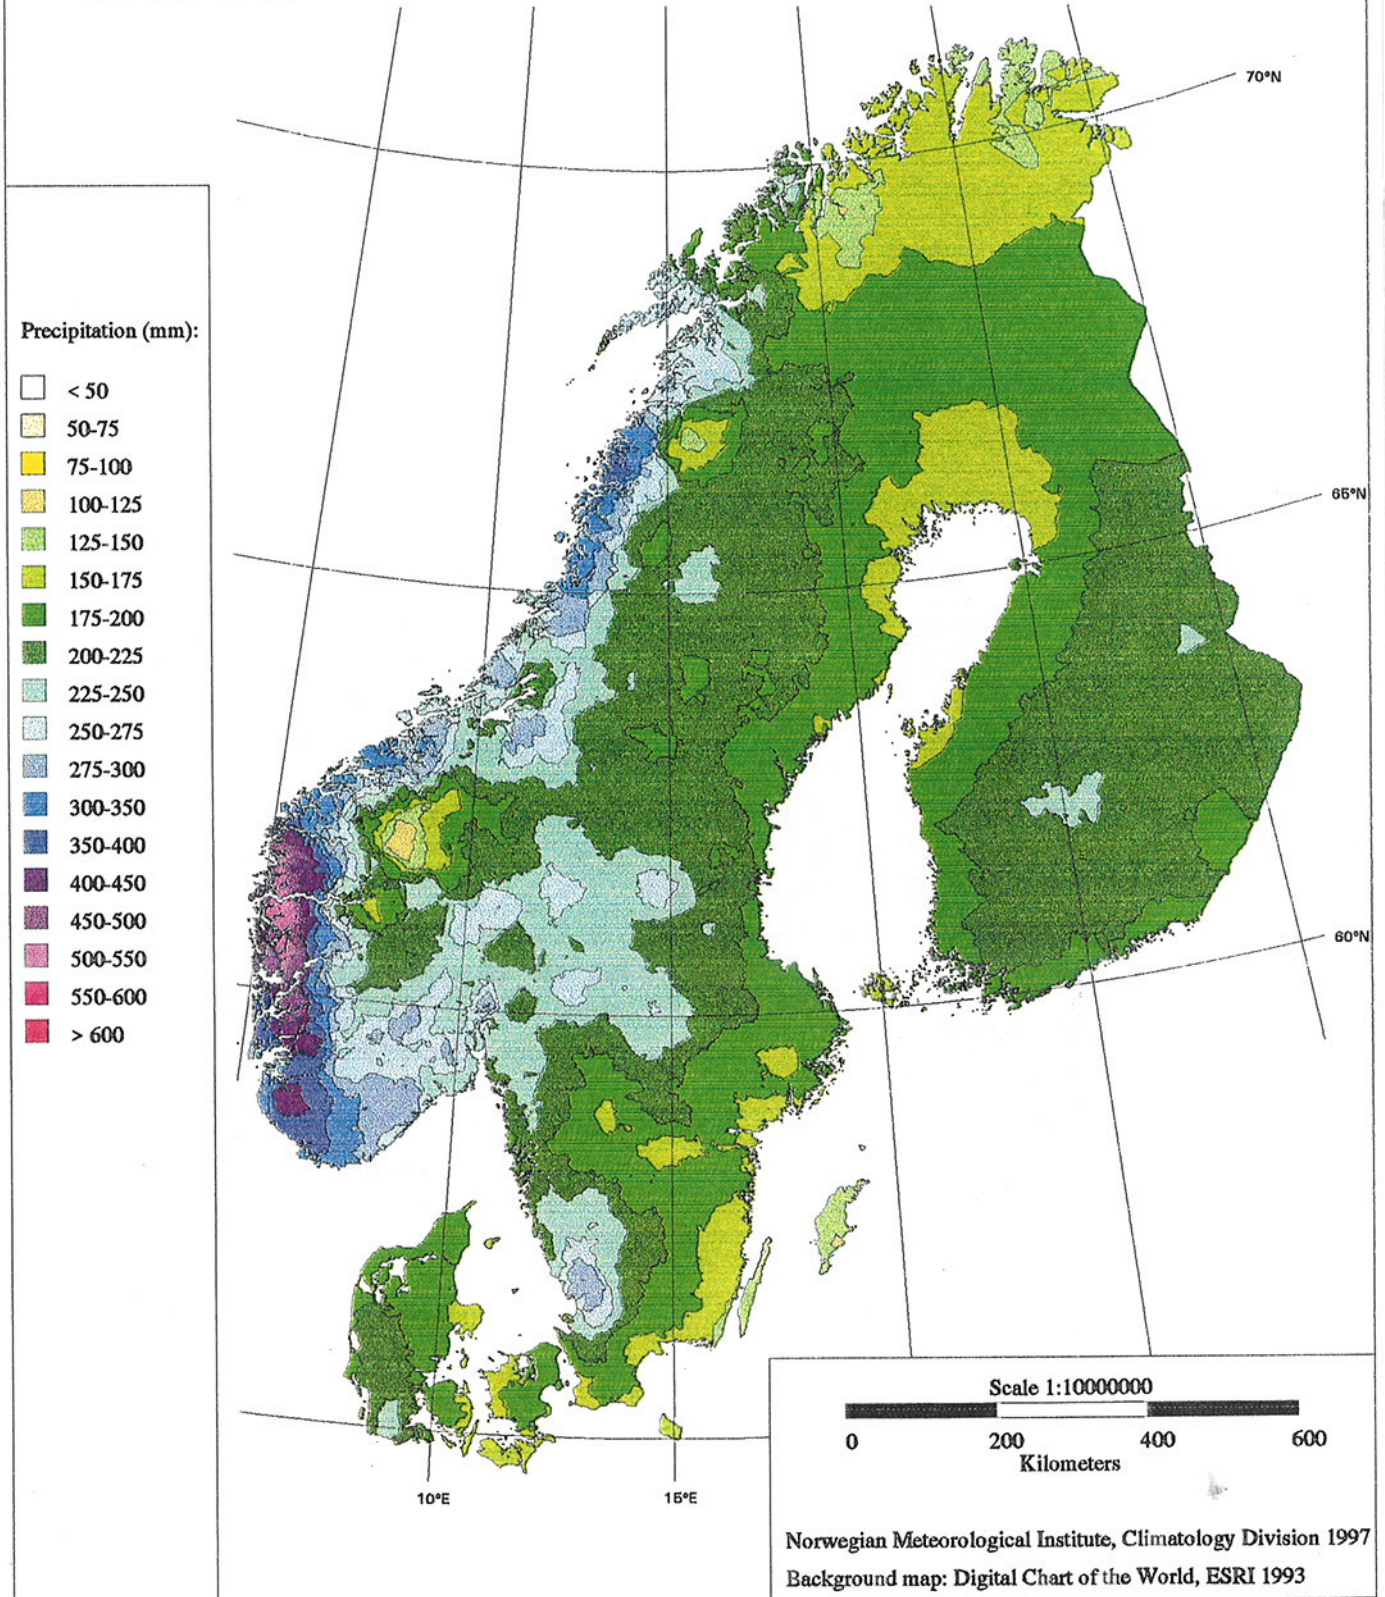 70°N
Precipitation (mm):
< 50
50-75
75-100
100-125
125-150
150-175
175-200
200-225
225-250
250-275
275-300
300-350
350-400
400-450
450-500
500-550
550-600
> 600
65°N
60°N
10°E
15°E
Scale 1:10000000
0 200 400 600
Kilometers
Norwegian Meteorological Institute, Climatology Division 1997
Background map: Digital Chart of the World, ESRI 1993